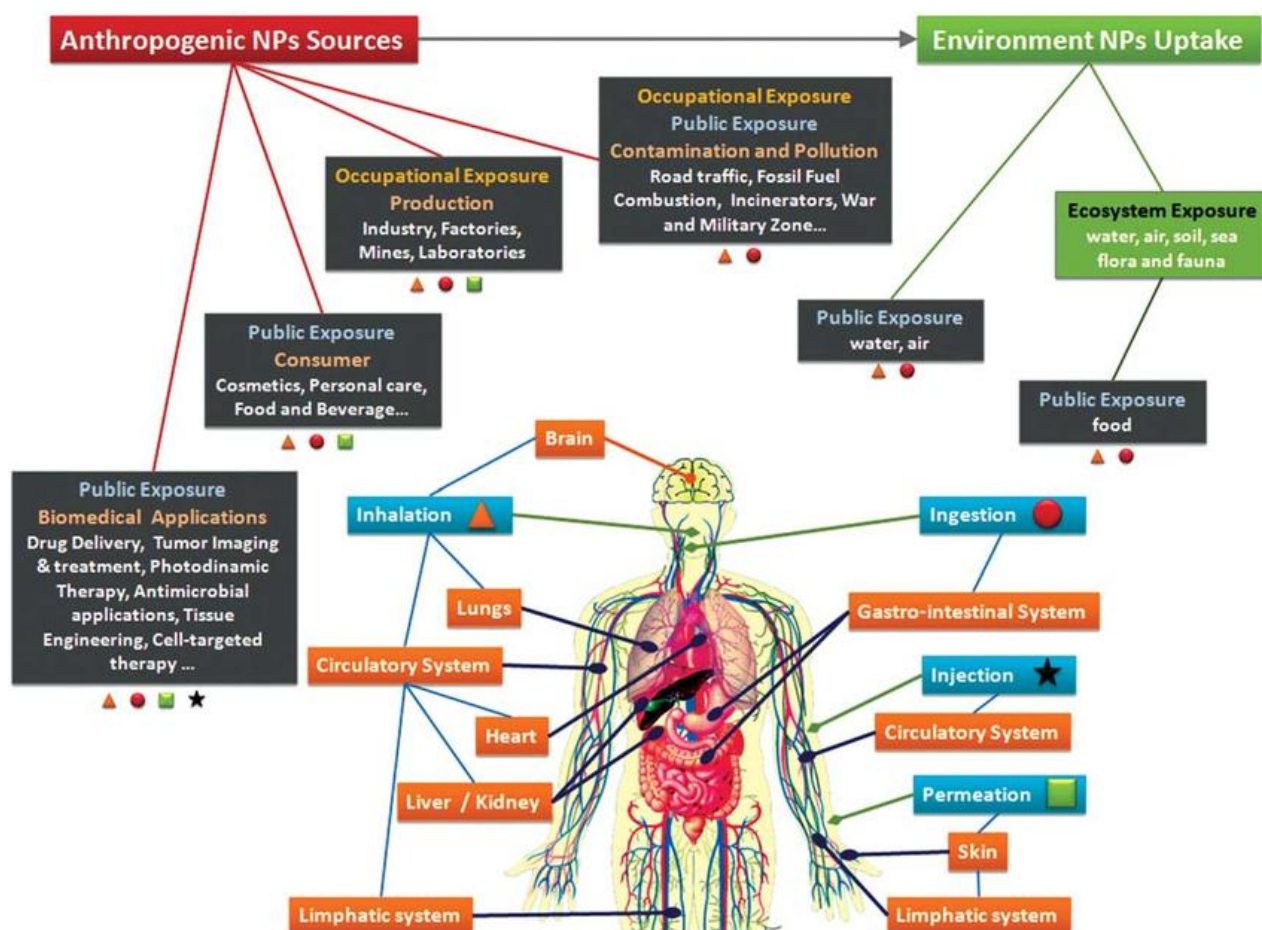 Anthropogenic NPs Sources
Environment NPs Uptake
Occupational Exposure
Public Exposure
Contamination and Pollution
Road traffic, Fossil Fuel
Combustion, Incinerators, War
and Military Zone...
Occupational Exposure
Production
Industry, Factories,
Mines, Laboratories
Ecosystem Exposure
water, air, soil, sea
flora and fauna
Public Exposure
water, air
Public Exposure
Consumer
Cosmetics, Personal care,
Food and Beverage...
Public Exposure
food
Public Exposure
Biomedical Applications
Drug Delivery, Tumor Imaging
& treatment, Photodinamic
Therapy, Antimicrobial
applications, Tissue
Engineering, Cell-targeted
therapy ...
Brain
Inhalation
Ingestion
Lungs
Gastro-intestinal System
Circulatory System
Injection
Heart
Circulatory System
Liver / Kidney
Permeation
Skin
Limphatic system
Limphatic system